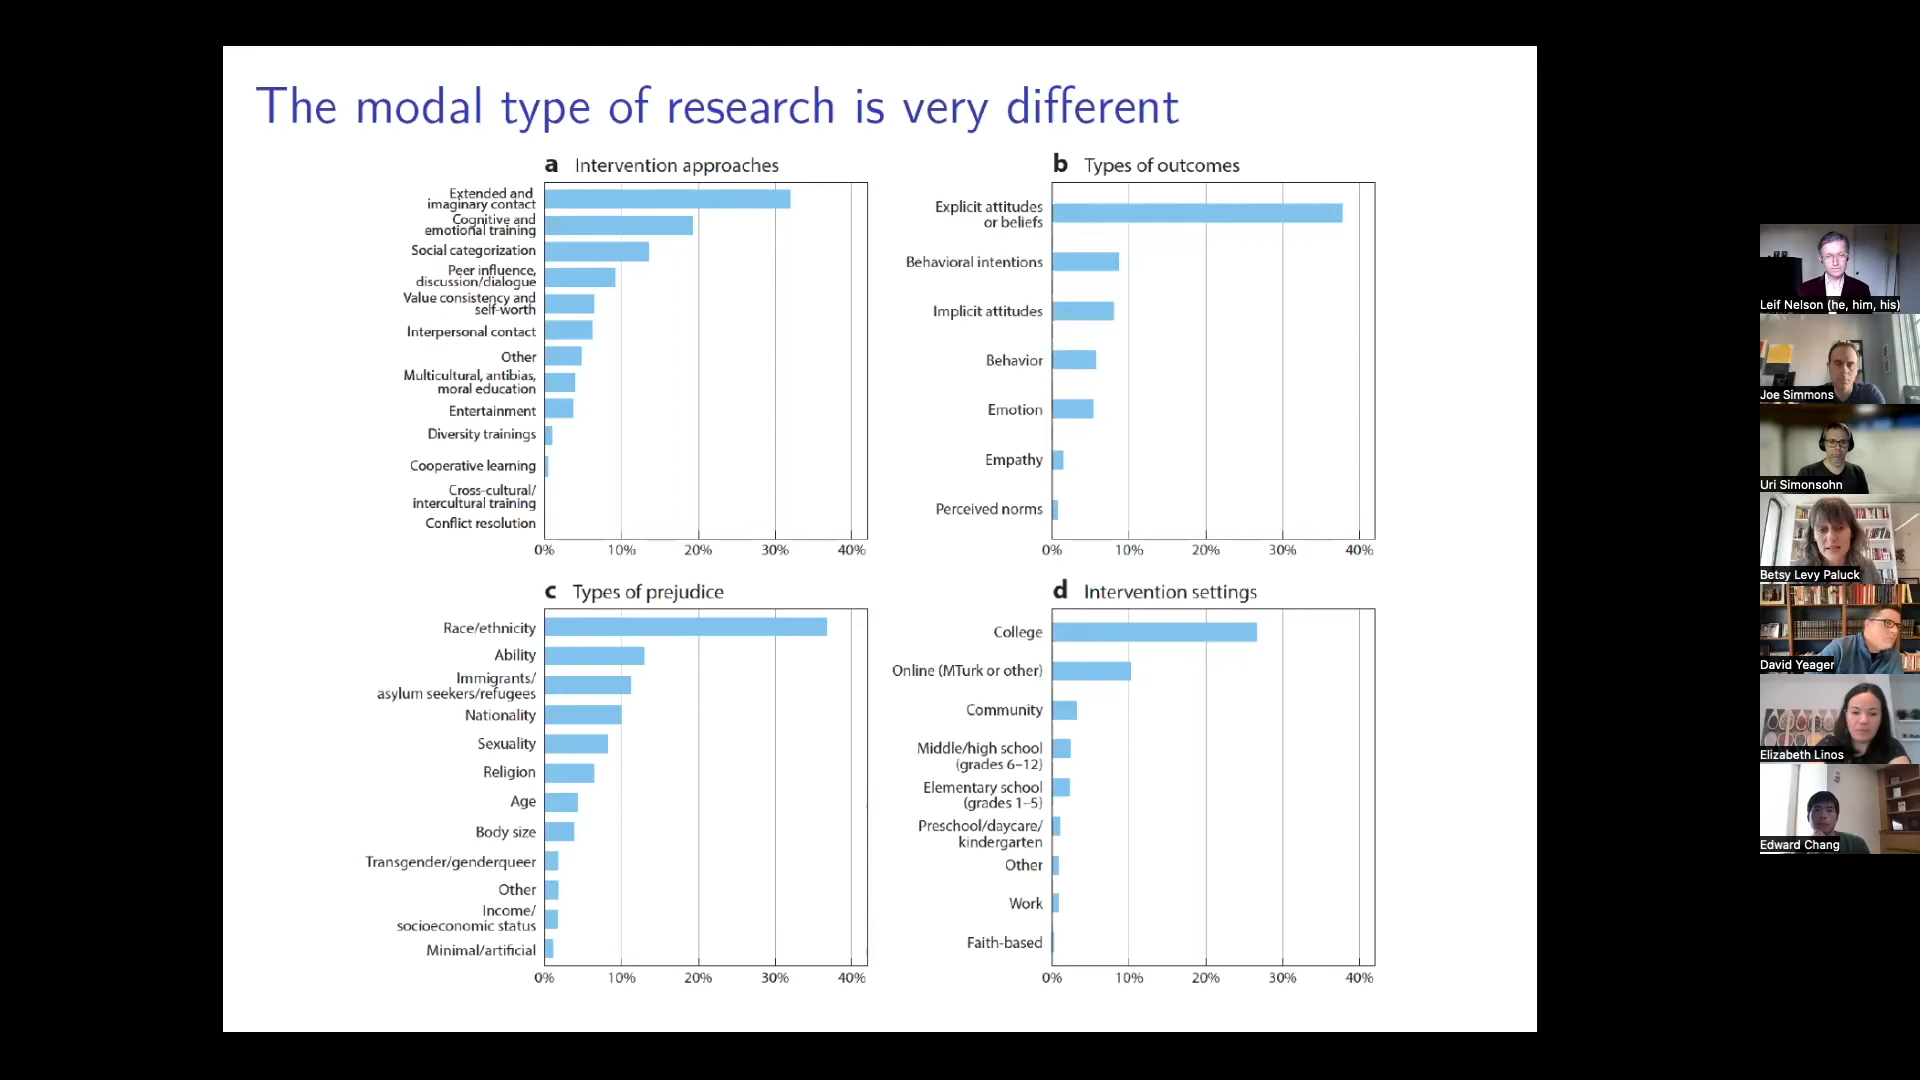 The modal type of research is very different
a Intervention approaches
Extended and
imaginary contact
Cognitive and
emotional training
Social categorization
Peer influence,
discussion/dialogue
Value consistency and
self-worth
Interpersonal contact
Other
Multicultural, antibias,
moral education
Entertainment
Diversity trainings
Cooperative learning
Cross-cultural/
intercultural training
Conflict resolution
0% 10% 20% 30% 40%
b Types of outcomes
Explicit attitudes
or beliefs
Behavioral intentions
Implicit attitudes
Behavior
Emotion
Empathy
Perceived norms
0% 10% 20% 30% 40%
c Types of prejudice
Race/ethnicity
Ability
Immigrants/
asylum seekers/refugees
Nationality
Sexuality
Religion
Age
Body size
Transgender/genderqueer
Other
Income/
socioeconomic status
Minimal/artificial
0% 10% 20% 30% 40%
d Intervention settings
College
Online (MTurk or other)
Community
Middle/high school
(grades 6–12)
Elementary school
(grades 1–5)
Preschool/daycare/
kindergarten
Other
Work
Faith-based
0% 10% 20% 30% 40%
Leif Nelson (he, him, his)
Joe Simmons
Uri Simonsohn
Betsy Levy Paluck
David Yeager
Elizabeth Linos
Edward Chang